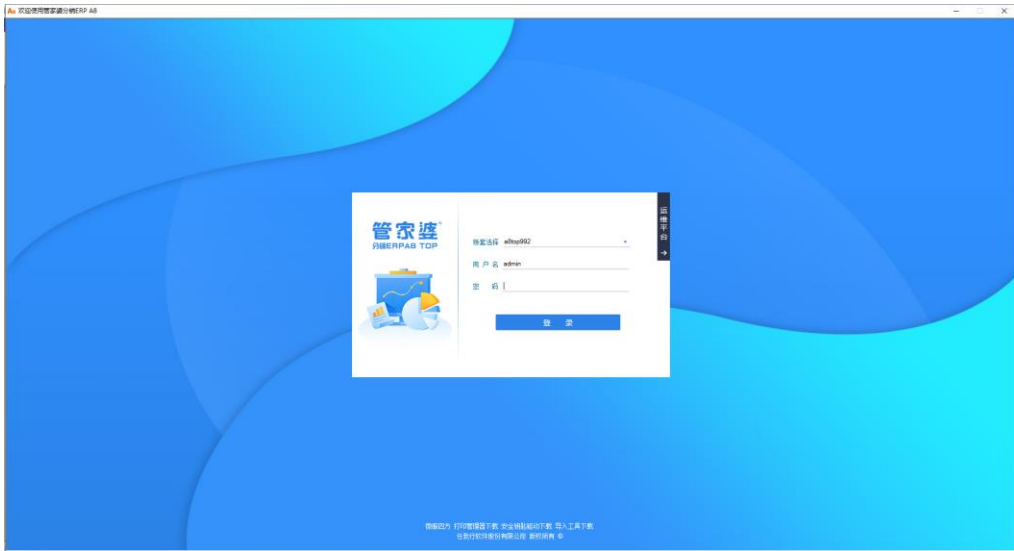 欢迎使用管家婆分销ERP A8
管家婆
分销ERPA8 TOP
运维平台
账套选择 a8top992
用户名 admin
密码
登录
微服四方 打印管理器下载 安全钥匙驱动下载 导入工具下载
任我行软件股份有限公司 版权所有 ©